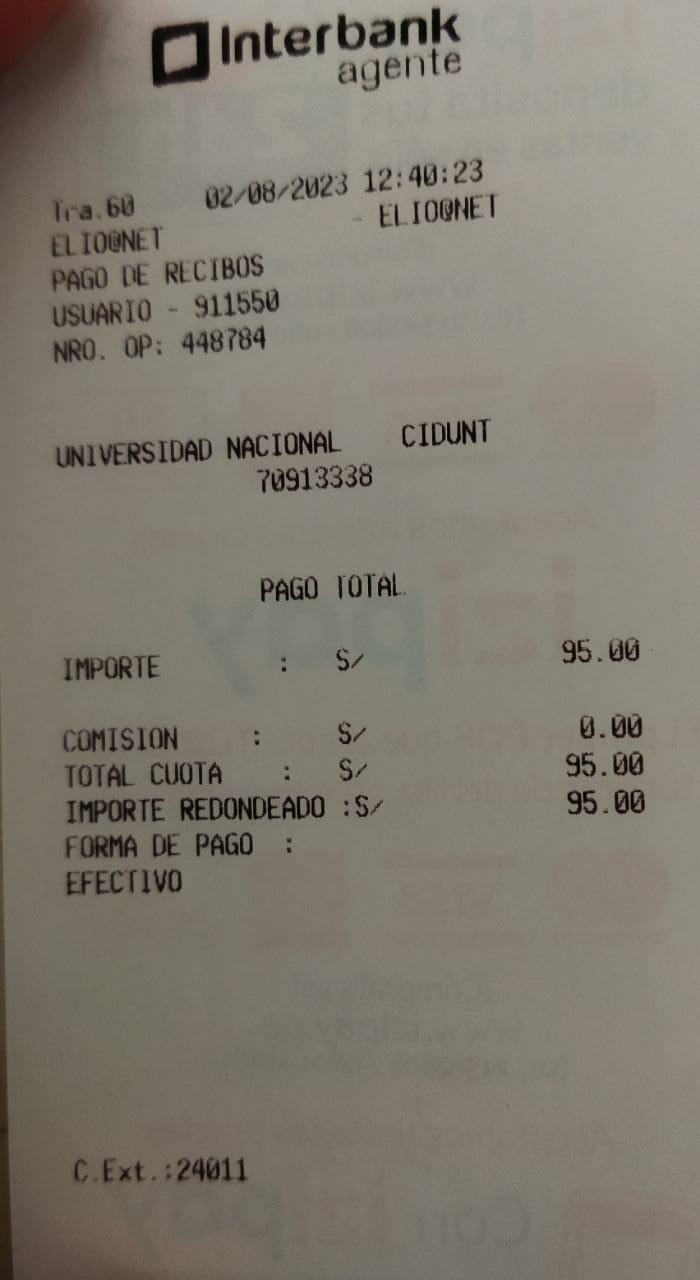 Interbank
agente
Tra.60 02/08/2023 12:40:23
ELIO@NET - ELIO@NET
PAGO DE RECIBOS
USUARIO - 911550
NRO. OP: 448784
UNIVERSIDAD NACIONAL CIDUNT
70913338
PAGO TOTAL
IMPORTE : S/ 95.00
COMISION : S/ 0.00
TOTAL CUOTA : S/ 95.00
IMPORTE REDONDEADO :S/ 95.00
FORMA DE PAGO :
EFECTIVO
C.Ext.:24011